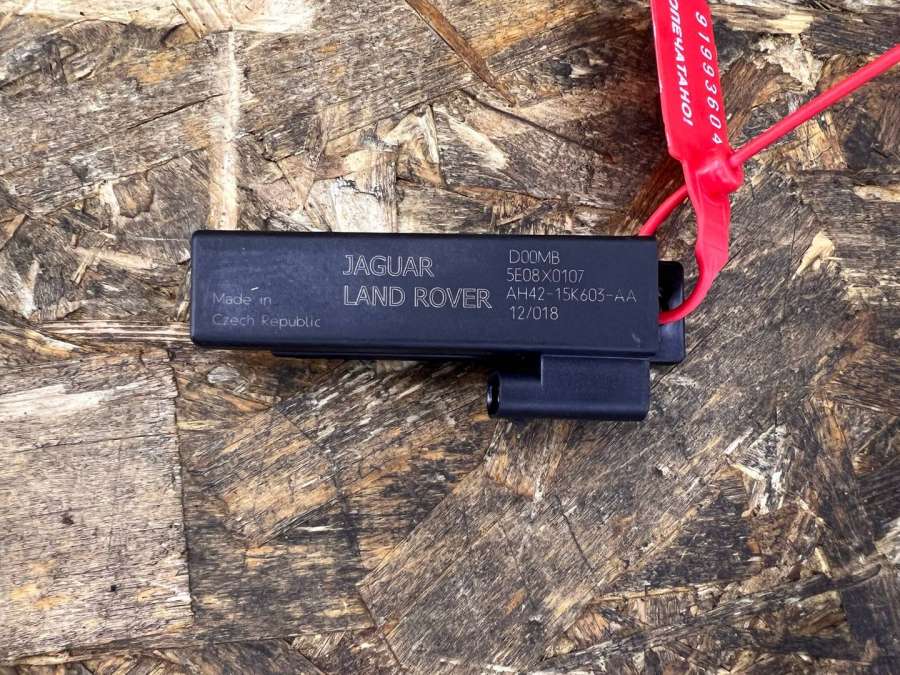 91993604
ОПЕЧАТАНО!
JAGUAR
LAND ROVER
D00MB
5E08X0107
AH42-15K603-AA
12/018
Made in
Czech Republic